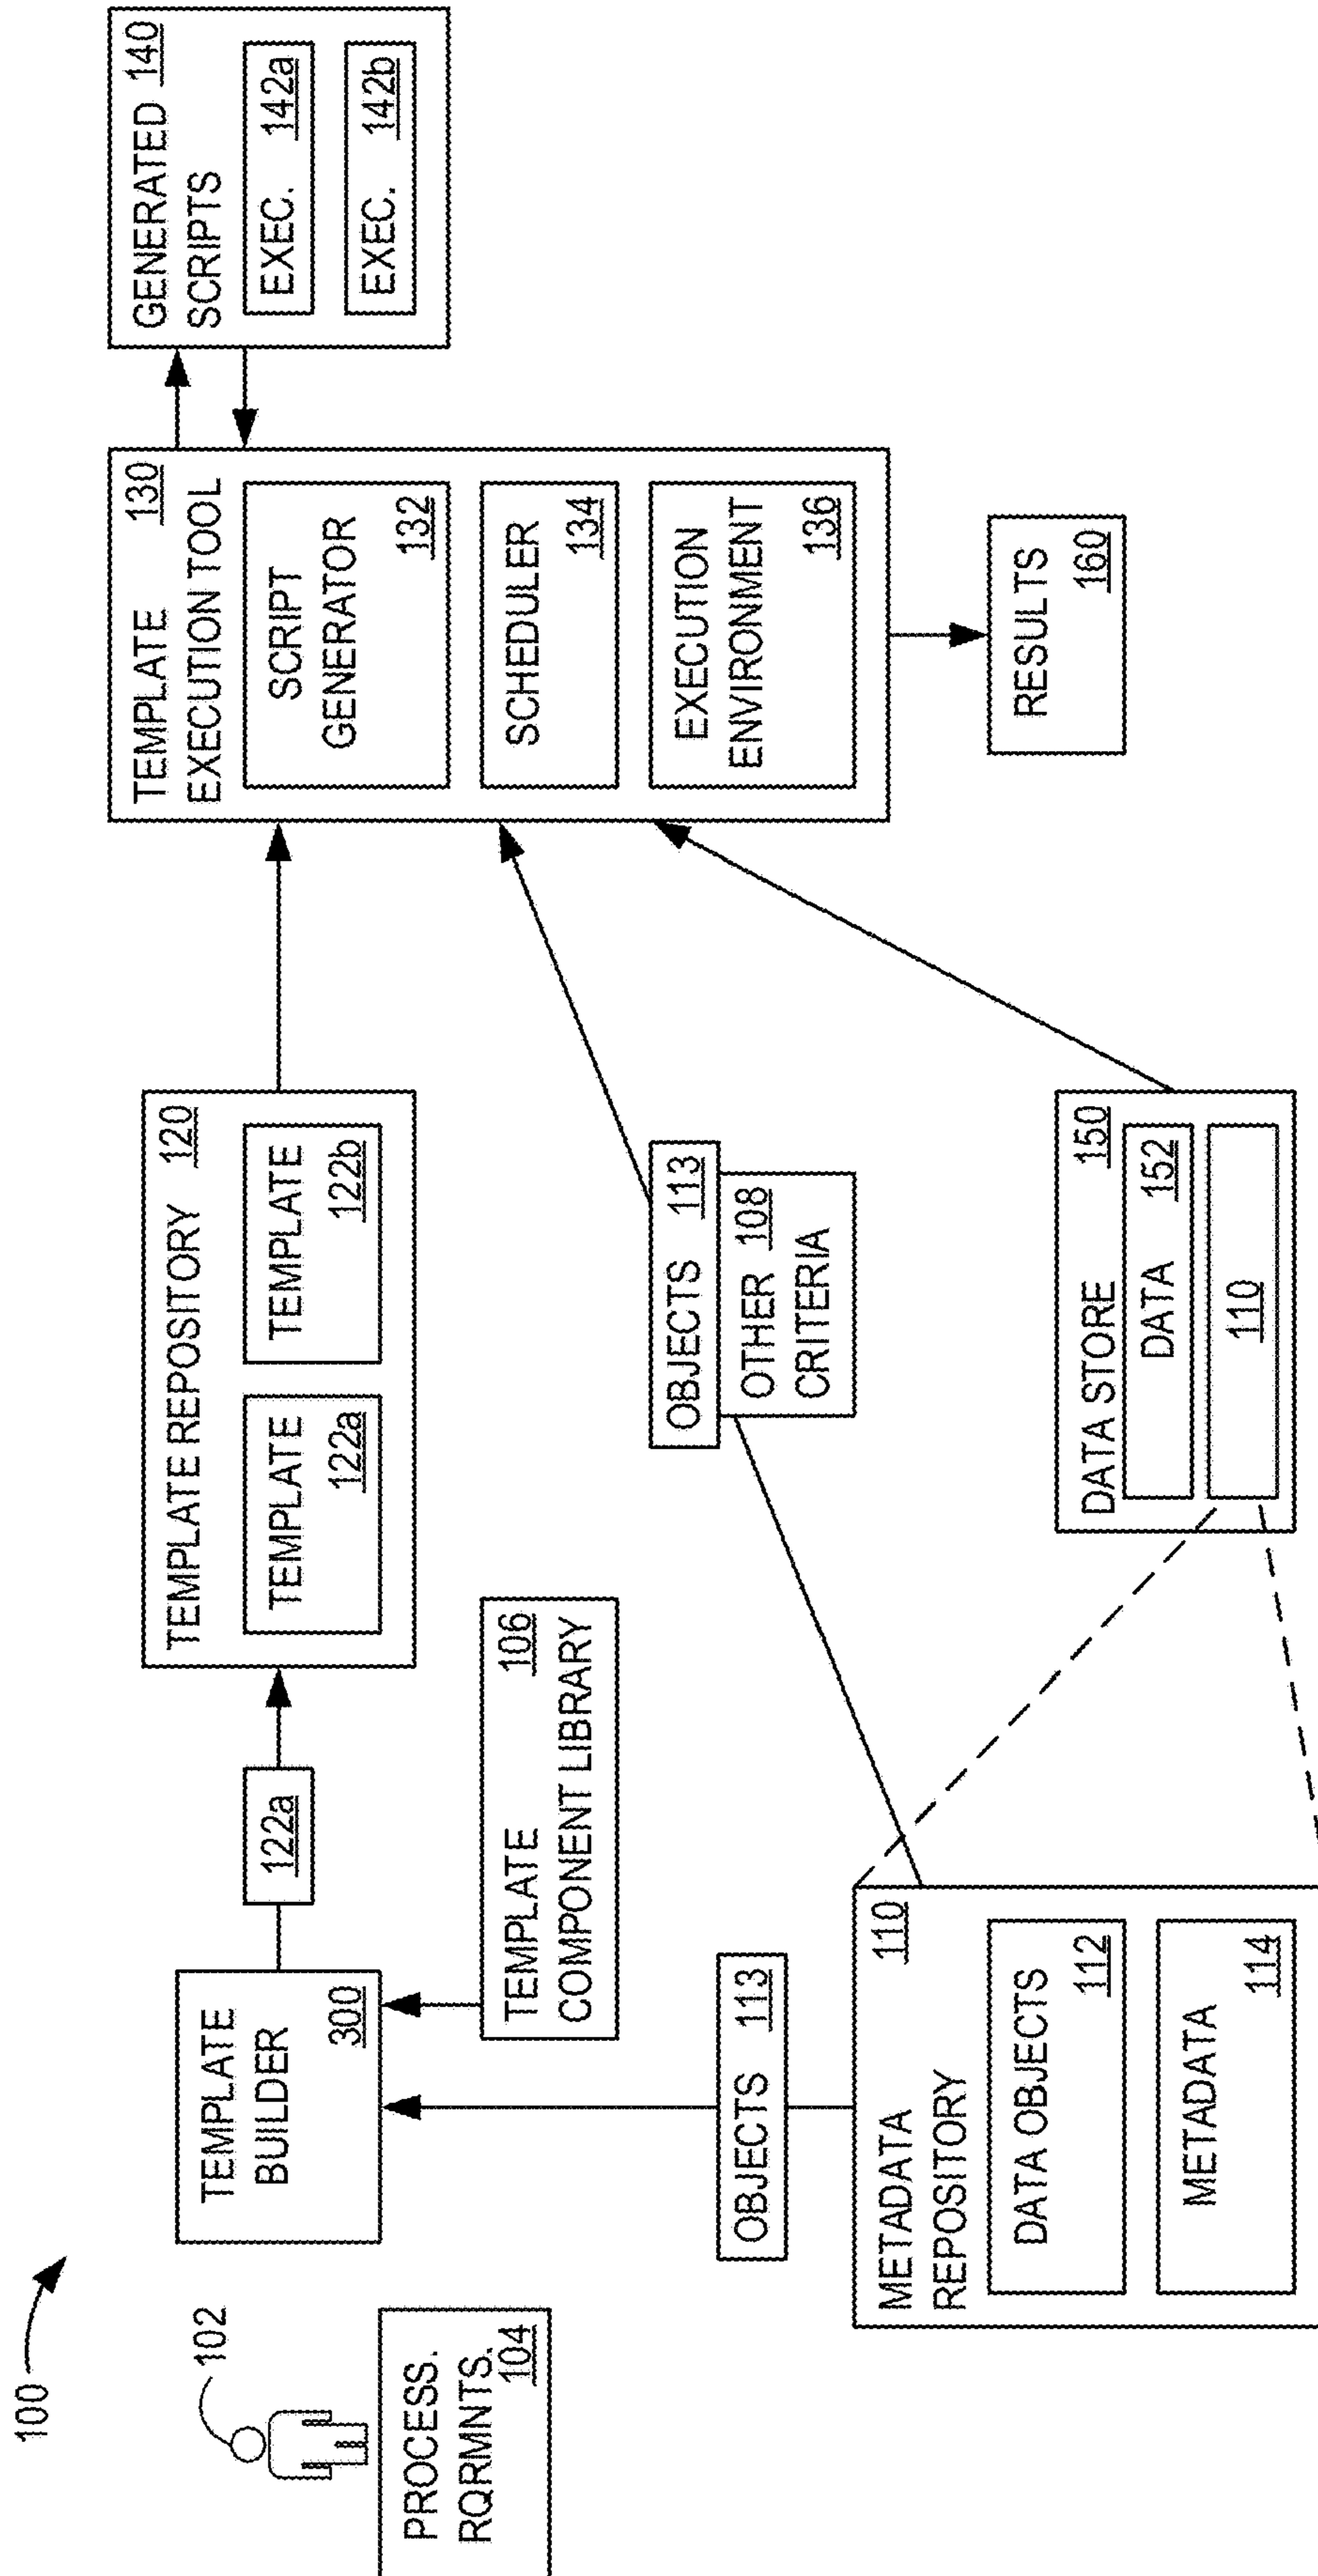 100
102
PROCESS.
RQRMNTS.
104
TEMPLATE
BUILDER
300
122a
TEMPLATE REPOSITORY 120
TEMPLATE
122a
TEMPLATE
122b
TEMPLATE 130
EXECUTION TOOL
SCRIPT
GENERATOR
132
SCHEDULER
134
EXECUTION
ENVIRONMENT
136
GENERATED 140
SCRIPTS
EXEC. 142a
EXEC. 142b
TEMPLATE 106
COMPONENT LIBRARY
OBJECTS 113
OBJECTS 113
OTHER 108
CRITERIA
RESULTS
160
METADATA 110
REPOSITORY
DATA OBJECTS
112
METADATA
114
DATA STORE 150
DATA 152
110